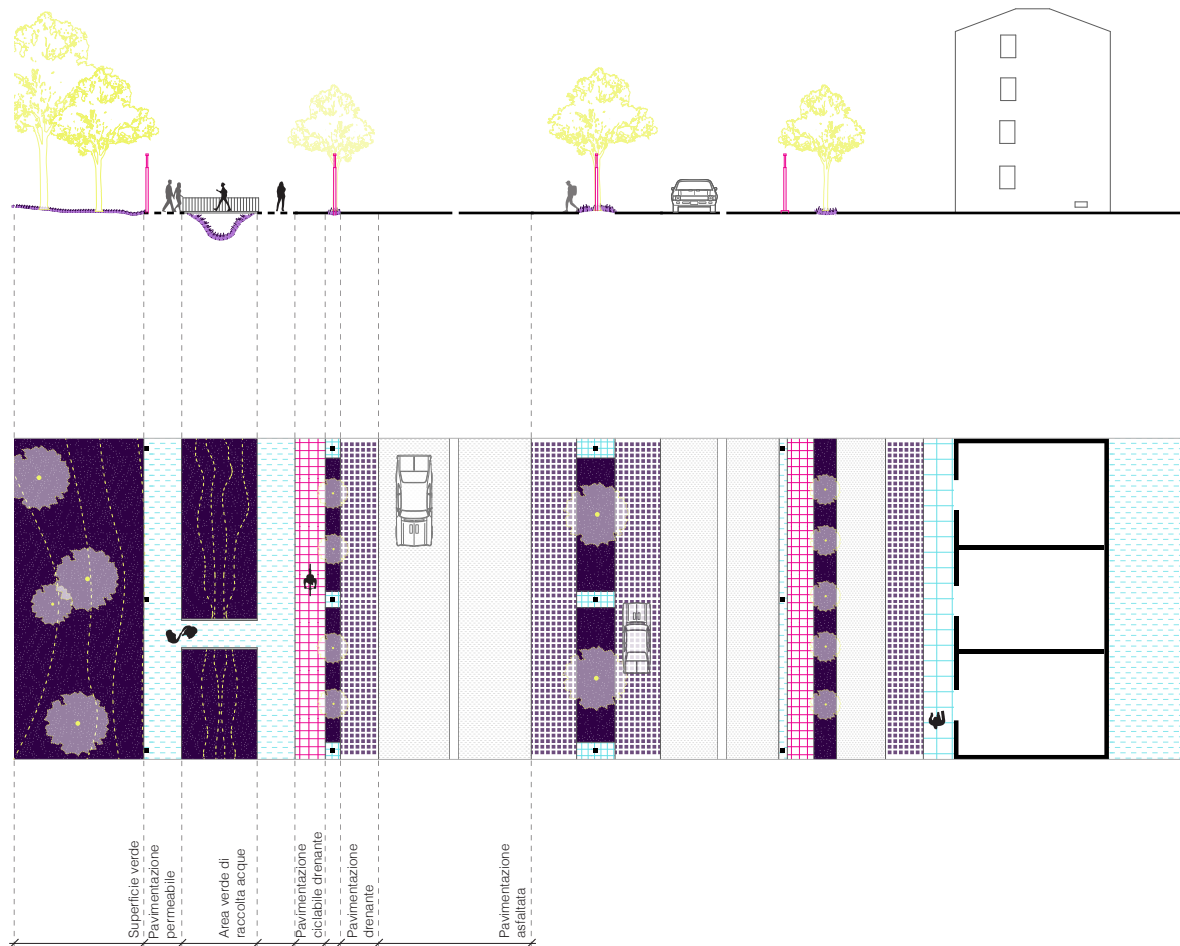 Superficie verde
Pavimentazione
permeabile
Area verde di
raccolta acque
Pavimentazione
ciclabile drenante
Pavimentazione
drenante
Pavimentazione
asfaltata